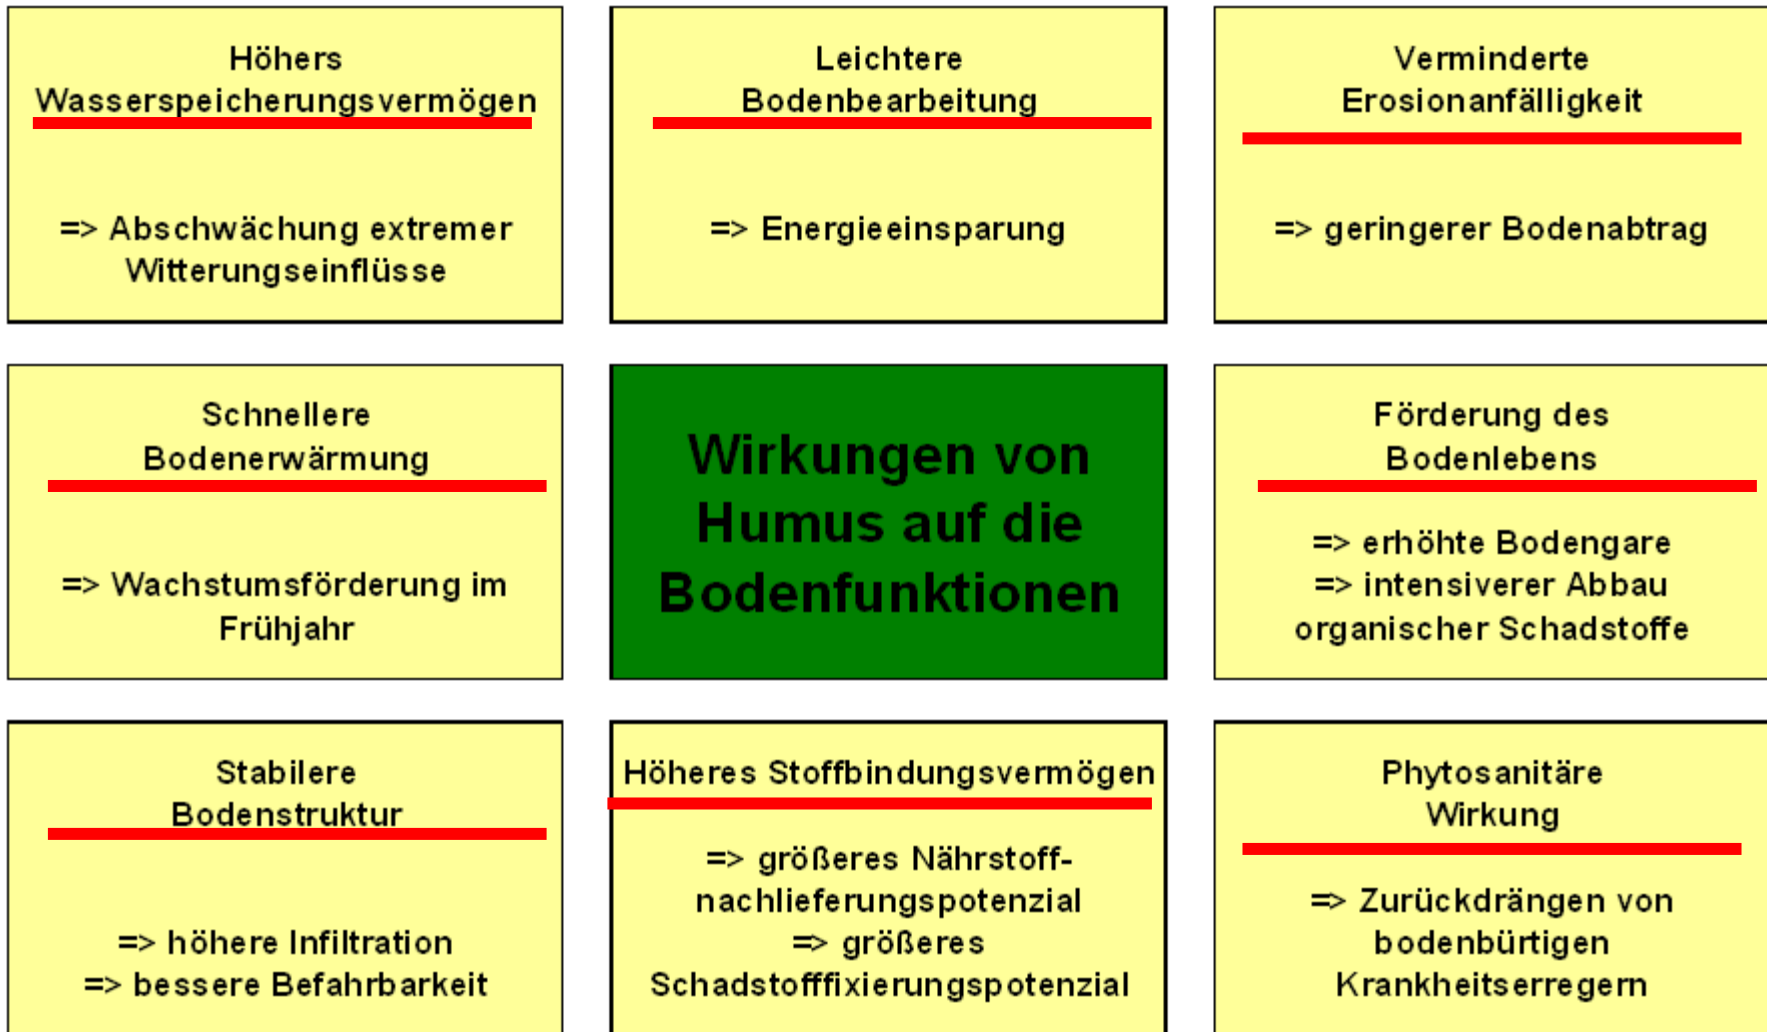 Höhers
Wasserspeicherungsvermögen
=> Abschwächung extremer
Witterungseinflüsse
Leichtere
Bodenbearbeitung
=> Energieeinsparung
Verminderte
Erosionanfälligkeit
=> geringerer Bodenabtrag
Schnellere
Bodenerwärmung
=> Wachstumsförderung im
Frühjahr
Wirkungen von
Humus auf die
Bodenfunktionen
Förderung des
Bodenlebens
=> erhöhte Bodengare
=> intensiverer Abbau
organischer Schadstoffe
Stabilere
Bodenstruktur
=> höhere Infiltration
=> bessere Befahrbarkeit
Höheres Stoffbindungsvermögen
=> größeres Nährstoff-
nachlieferungspotenzial
=> größeres
Schadstofffixierungspotenzial
Phytosanitäre
Wirkung
=> Zurückdrängen von
bodenbürtigen
Krankheitserregern